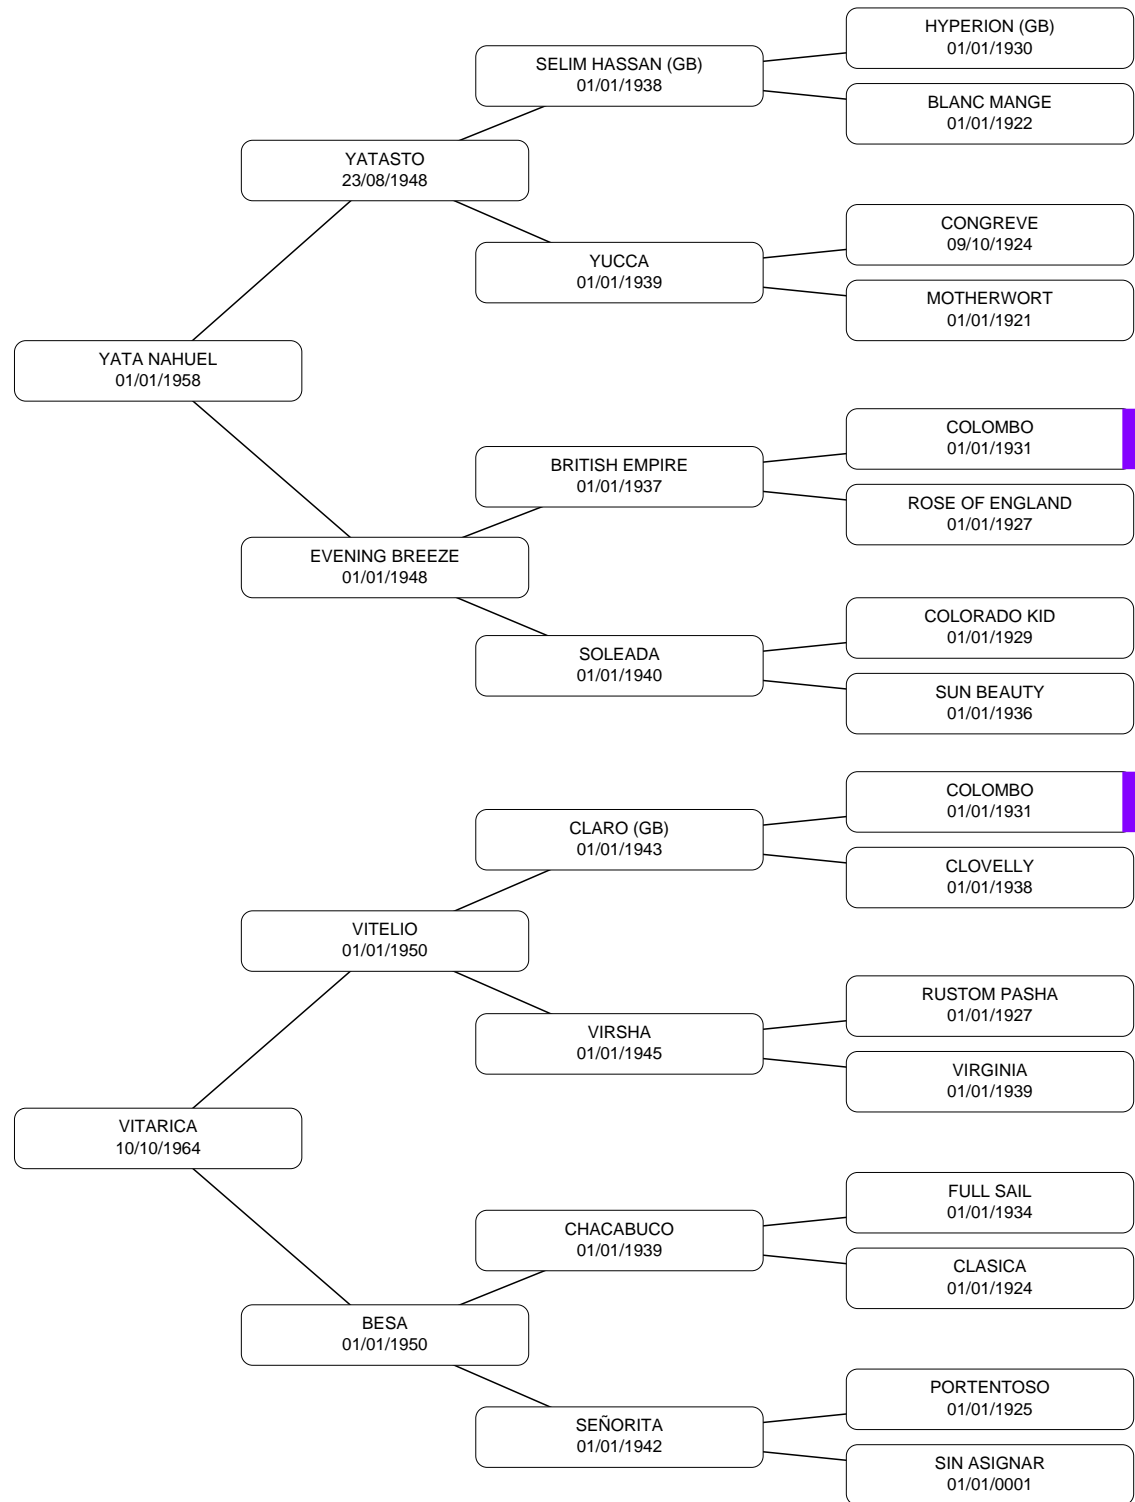 HYPERION (GB)
01/01/1930
SELIM HASSAN (GB)
01/01/1938
BLANC MANGE
01/01/1922
YATASTO
23/08/1948
CONGREVE
09/10/1924
YUCCA
01/01/1939
MOTHERWORT
01/01/1921
YATA NAHUEL
01/01/1958
COLOMBO
01/01/1931
BRITISH EMPIRE
01/01/1937
ROSE OF ENGLAND
01/01/1927
EVENING BREEZE
01/01/1948
COLORADO KID
01/01/1929
SOLEADA
01/01/1940
SUN BEAUTY
01/01/1936
COLOMBO
01/01/1931
CLARO (GB)
01/01/1943
CLOVELLY
01/01/1938
VITELIO
01/01/1950
RUSTOM PASHA
01/01/1927
VIRSHA
01/01/1945
VIRGINIA
01/01/1939
VITARICA
10/10/1964
FULL SAIL
01/01/1934
CHACABUCO
01/01/1939
CLASICA
01/01/1924
BESA
01/01/1950
PORTENTOSO
01/01/1925
SEÑORITA
01/01/1942
SIN ASIGNAR
01/01/0001